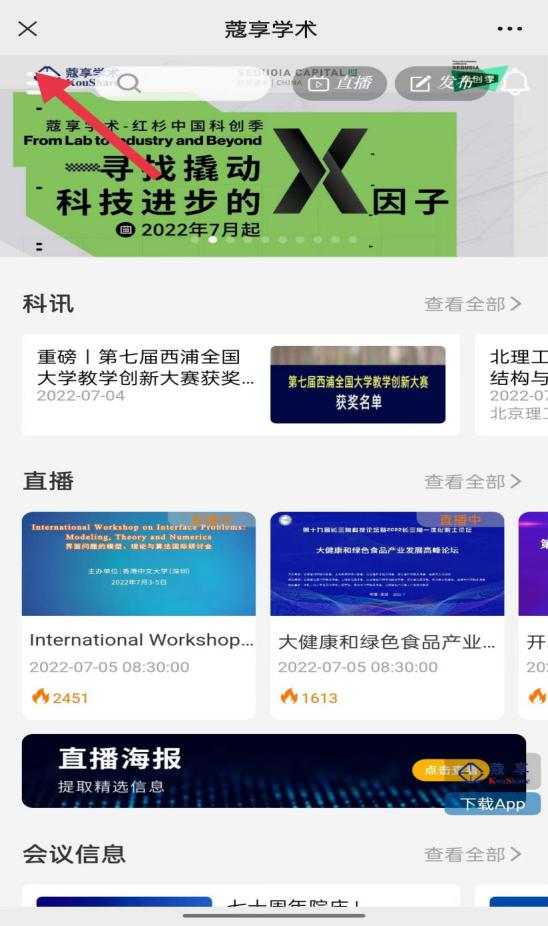 蔻享学术
蔻享学术
KouShare
SEQUOIA CAPITAL
CHINA
直播
发布
SEQUOIA
科创季
蔻享学术-红杉中国科创季
From Lab to Industry and Beyond
寻找撬动
科技进步的
X
因子
2022年7月起
科讯
查看全部
重磅丨第七届西浦全国
大学教学创新大赛获奖...
2022-07-04
第七届西浦全国大学教学创新大赛
获奖名单
北理工
结构与
2022-07
北京理工
直播
查看全部
直播中
International Workshop on Interface Problems:
Modeling, Theory and Numerics
界面问题的模型、理论与算法国际研讨会
主办单位:香港中文大学(深圳)
2022年7月3-5日
International Workshop...
2022-07-05 08:30:00
2451
直播中
大健康和绿色食品产业发展高峰论坛
大健康和绿色食品产业...
2022-07-05 08:30:00
1613
第
开
20
直播海报
提取精选信息
点击查看
蔻享
KouShare
下载App
会议信息
查看全部
七十周年院庆|